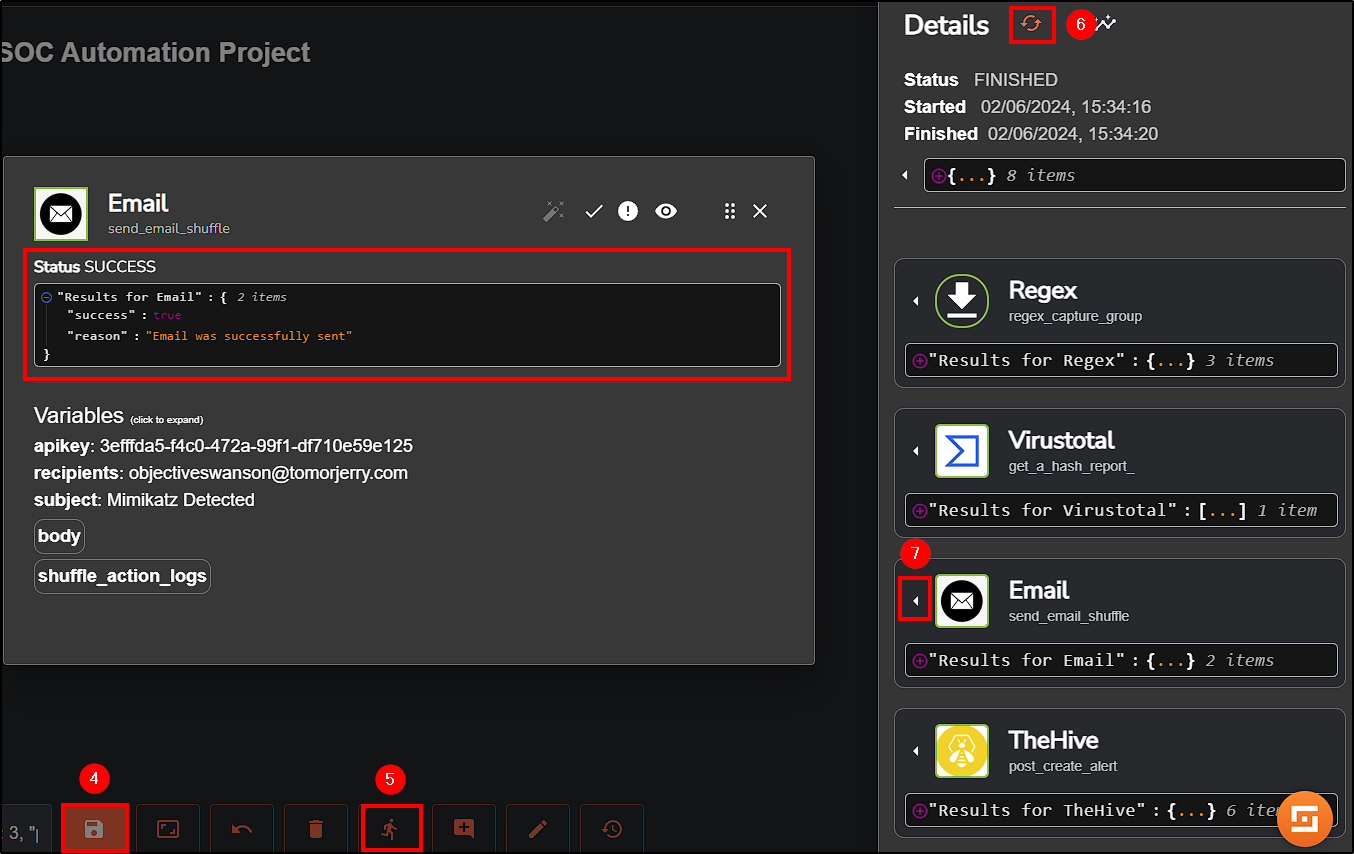 SOC Automation Project
Email
send_email_shuffle
Status SUCCESS
"Results for Email" : { 2 items
"success" : true
"reason" : "Email was successfully sent"
}
Variables (click to expand)
apikey: 3efffda5-f4c0-472a-99f1-df710e59e125
recipients: objectiveswanson@tomorjerry.com
subject: Mimikatz Detected
body
shuffle_action_logs
4
5
: 3, "|
Details
6
Status FINISHED
Started 02/06/2024, 15:34:16
Finished 02/06/2024, 15:34:20
{...} 8 items
Regex
regex_capture_group
"Results for Regex" : {...} 3 items
Virustotal
get_a_hash_report_
"Results for Virustotal" : [...] 1 item
7
Email
send_email_shuffle
"Results for Email" : {...} 2 items
TheHive
post_create_alert
"Results for TheHive" : {...} 6 ite